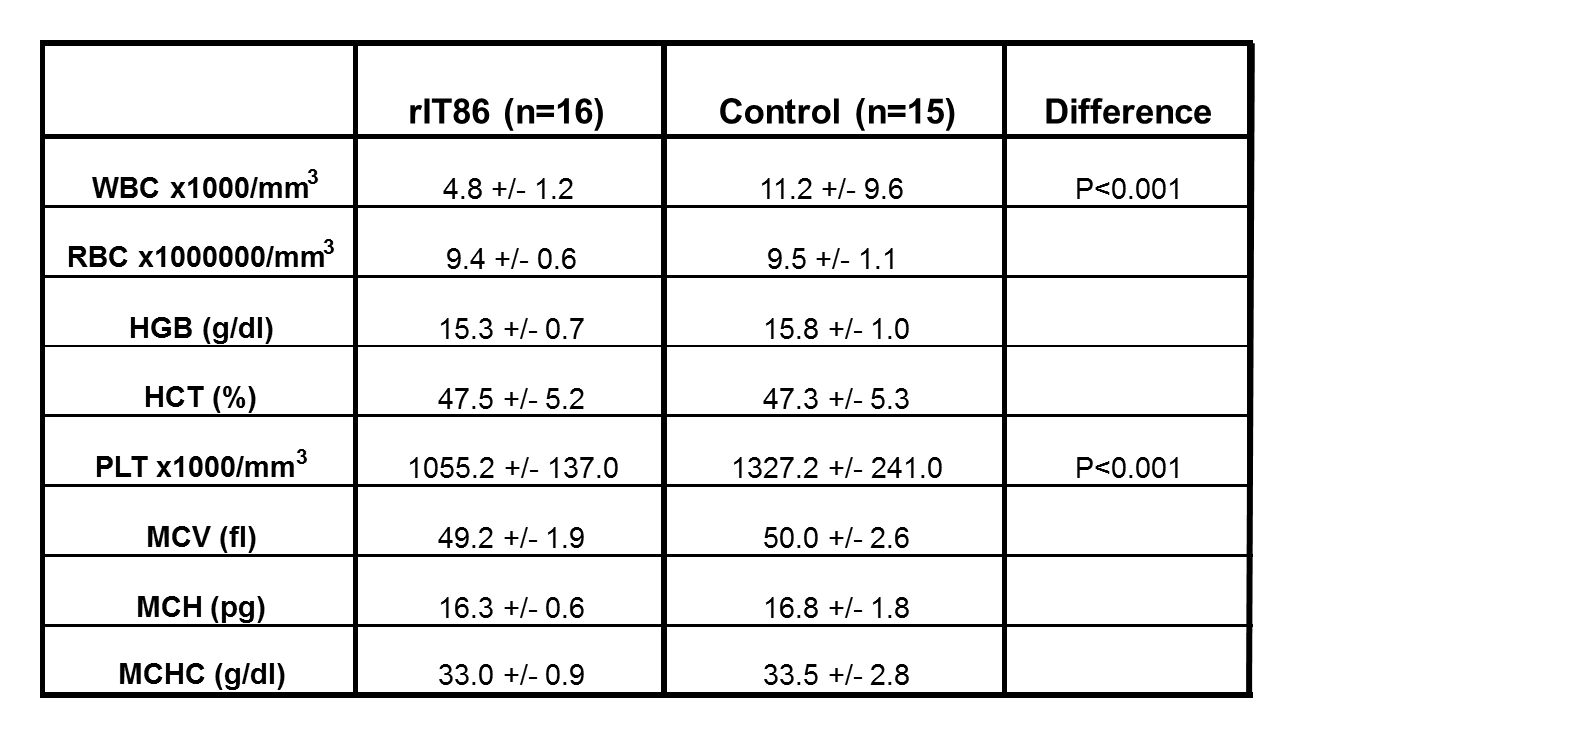 rIT86 (n=16) Control (n=15) Difference
WBC x1000/mm³ 4.8 +/- 1.2 11.2 +/- 9.6 P<0.001
RBC x1000000/mm³ 9.4 +/- 0.6 9.5 +/- 1.1
HGB (g/dl) 15.3 +/- 0.7 15.8 +/- 1.0
HCT (%) 47.5 +/- 5.2 47.3 +/- 5.3
PLT x1000/mm³ 1055.2 +/- 137.0 1327.2 +/- 241.0 P<0.001
MCV (fl) 49.2 +/- 1.9 50.0 +/- 2.6
MCH (pg) 16.3 +/- 0.6 16.8 +/- 1.8
MCHC (g/dl) 33.0 +/- 0.9 33.5 +/- 2.8